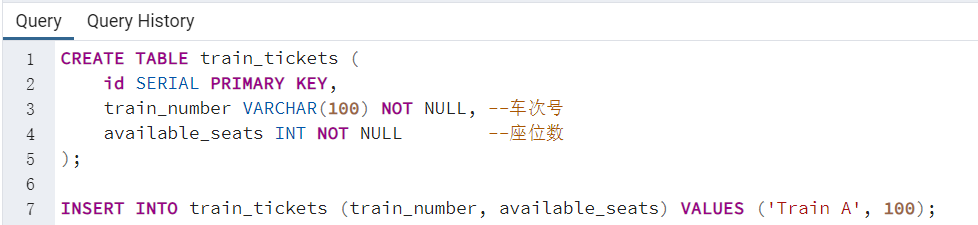 Query Query History
1 CREATE TABLE train_tickets (
2     id SERIAL PRIMARY KEY,
3     train_number VARCHAR(100) NOT NULL, --车次号
4     available_seats INT NOT NULL       --座位数
5 );
6
7 INSERT INTO train_tickets (train_number, available_seats) VALUES ('Train A', 100);